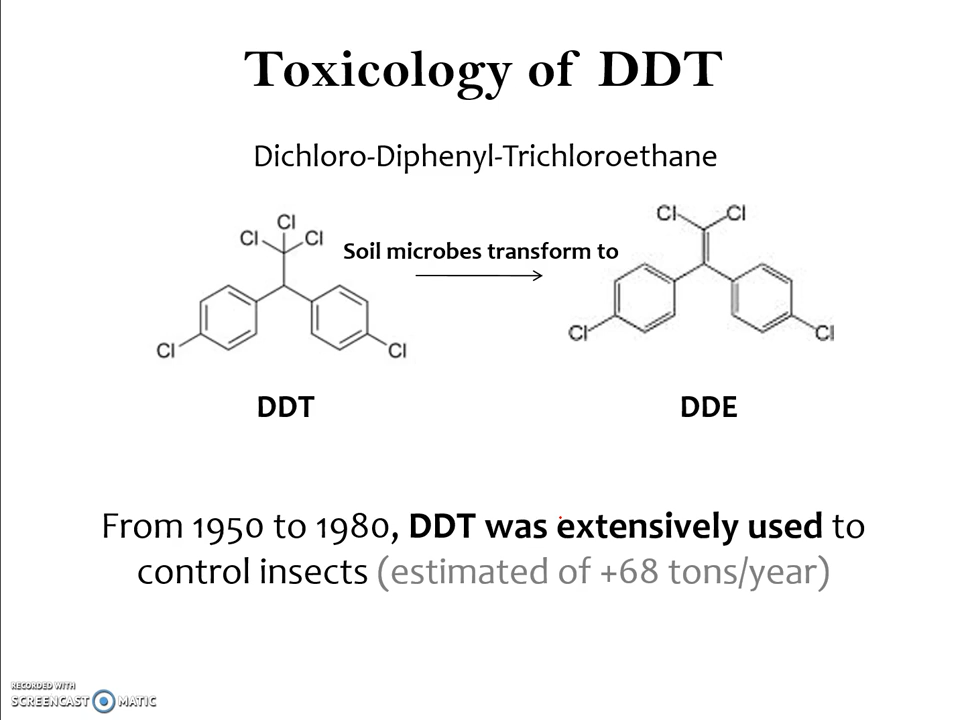 Toxicology of DDT
Dichloro-Diphenyl-Trichloroethane
Cl
Cl Cl
Cl Cl
Soil microbes transform to
Cl Cl
Cl Cl
DDT DDE
From 1950 to 1980, DDT was extensively used to
control insects (estimated of +68 tons/year)
RECORDED WITH
SCREENCAST MATIC